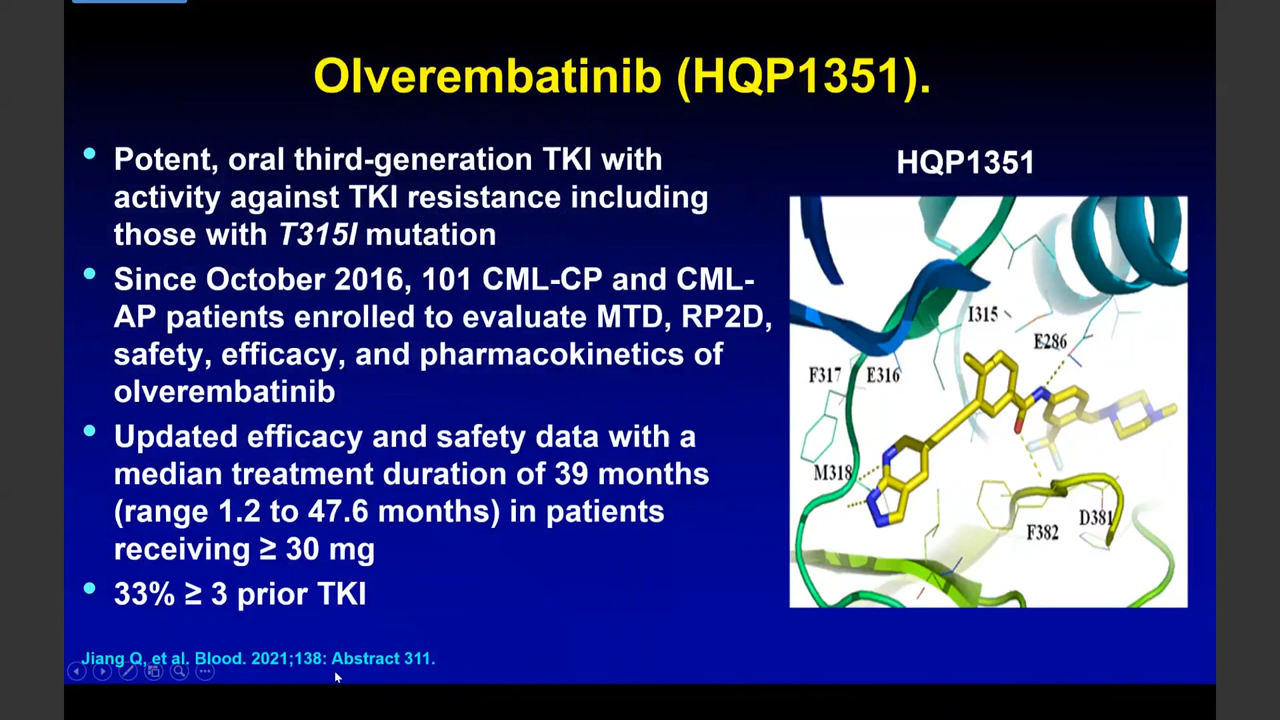 Olverembatinib (HQP1351).
• Potent, oral third-generation TKI with
activity against TKI resistance including
those with T315I mutation
• Since October 2016, 101 CML-CP and CML-
AP patients enrolled to evaluate MTD, RP2D,
safety, efficacy, and pharmacokinetics of
olverembatinib
• Updated efficacy and safety data with a
median treatment duration of 39 months
(range 1.2 to 47.6 months) in patients
receiving ≥ 30 mg
• 33% ≥ 3 prior TKI
HQP1351
I315
E286
F317
E316
M318
F382
D381
Jiang Q, et al. Blood. 2021;138: Abstract 311.